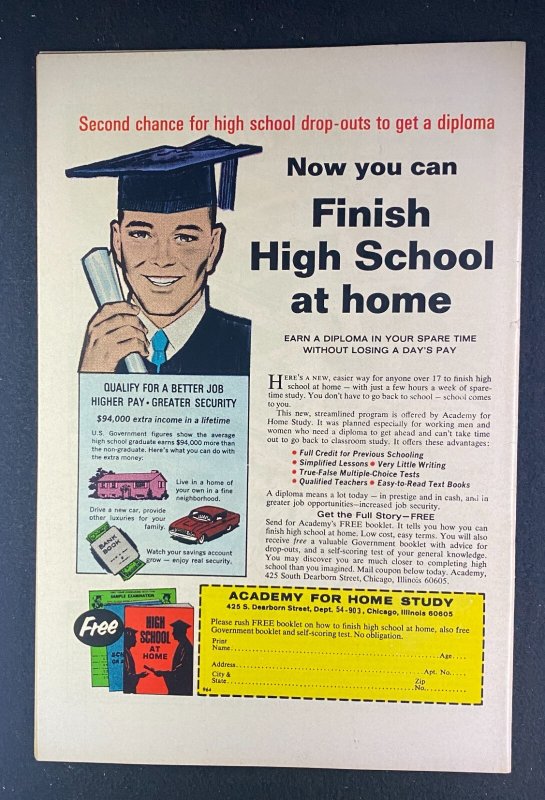 Second chance for high school drop-outs to get a diploma
Now you can
Finish
High School
at home
EARN A DIPLOMA IN YOUR SPARE TIME
WITHOUT LOSING A DAY'S PAY
QUALIFY FOR A BETTER JOB
HIGHER PAY • GREATER SECURITY
$94,000 extra income in a lifetime
U.S. Government figures show the average
high school graduate earns $94,000 more than
the non-graduate. Here's what you can do with
the extra money:
Live in a home of
your own in a fine
neighborhood.
Drive a new car, provide
other luxuries for your
family.
BANK
BOOK
Watch your savings account
grow — enjoy real security.
HERE'S A NEW, easier way for anyone over 17 to finish high
school at home — with just a few hours a week of spare-
time study. You don't have to go back to school — school comes
to you.
This new, streamlined program is offered by Academy for
Home Study. It was planned especially for working men and
women who need a diploma to get ahead and can't take time
out to go back to classroom study. It offers these advantages:
• Full Credit for Previous Schooling
• Simplified Lessons • Very Little Writing
• True-False Multiple-Choice Tests
• Qualified Teachers • Easy-to-Read Text Books
A diploma means a lot today — in prestige and in cash, and in
greater job opportunities—increased job security.
Get the Full Story—FREE
Send for Academy's FREE booklet. It tells you how you can
finish high school at home. Low cost, easy terms. You will also
receive free a valuable Government booklet with advice for
drop-outs, and a self-scoring test of your general knowledge.
You may discover you are much closer to completing high
school than you imagined. Mail coupon below today. Academy,
425 South Dearborn Street, Chicago, Illinois 60605.
Free
SAMPLE EXAMINATION
HIGH
SCHOOL
AT
HOME
ACADEMY FOR HOME STUDY
425 S. Dearborn Street, Dept. 54-903, Chicago, Illinois 60605
Please rush FREE booklet on how to finish high school at home, also free
Government booklet and self-scoring test. No obligation.
Print
Name Age
Address Apt. No.
City & Zip
State No.
964